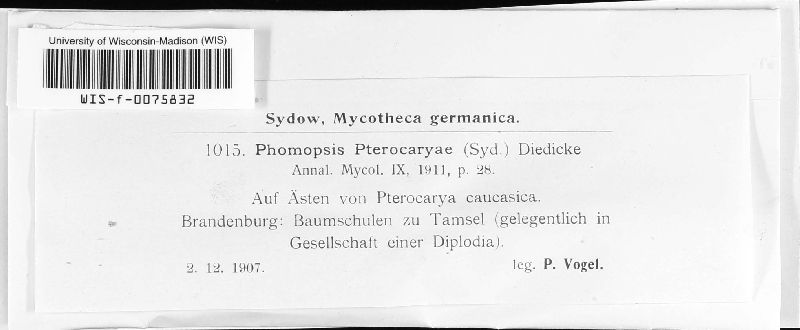 University of Wisconsin-Madison (WIS)
WIS-f-0075832
Sydow, Mycotheca germanica.
1015. Phomopsis Pterocaryae (Syd.) Diedicke
Annal. Mycol. IX, 1911, p. 28.
Auf Ästen von Pterocarya caucasica.
Brandenburg: Baumschulen zu Tamsel (gelegentlich in
Gesellschaft einer Diplodia).
2. 12. 1907. leg. P. Vogel.